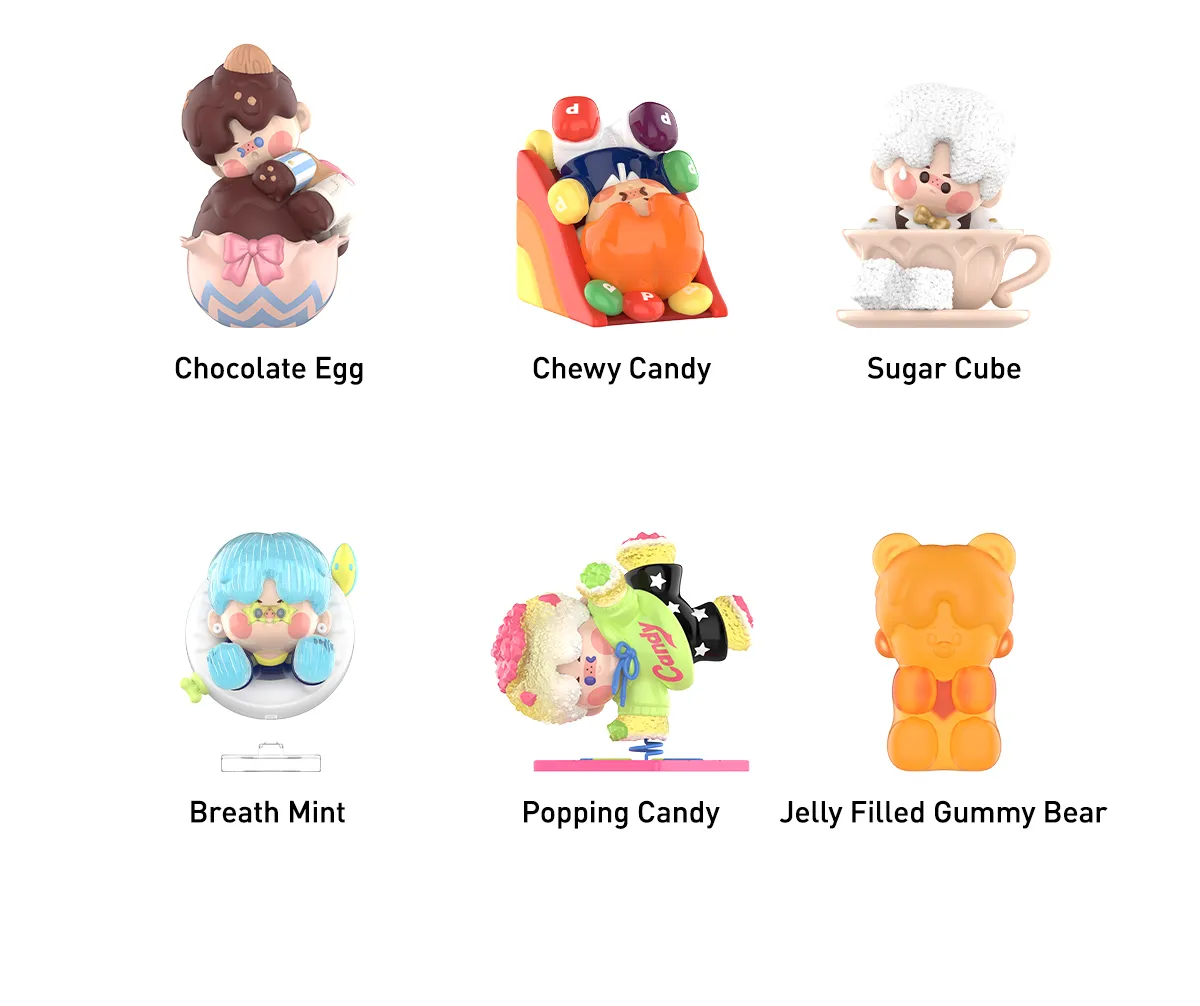 P
P
P
P
P
P
P
Chocolate Egg
Chewy Candy
Sugar Cube
Candy
Breath Mint
Popping Candy
Jelly Filled Gummy Bear